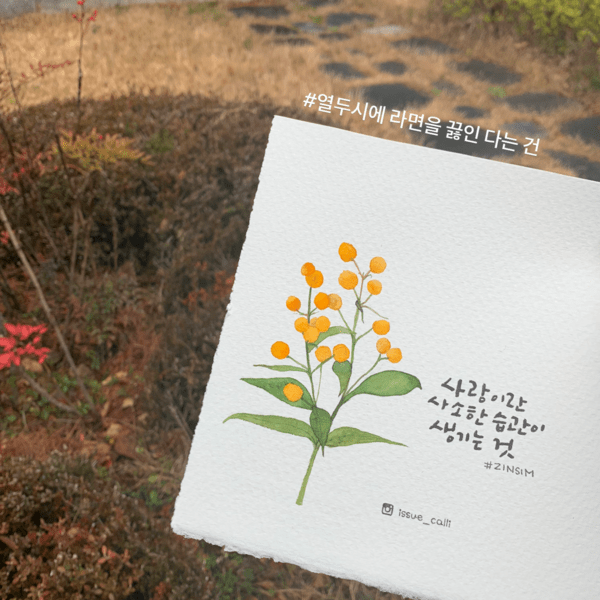 #열두시에 라면을 끓인 다는 건
사랑이란
사소한 습관이
생기는 것
#ZINSIM
issue_calli